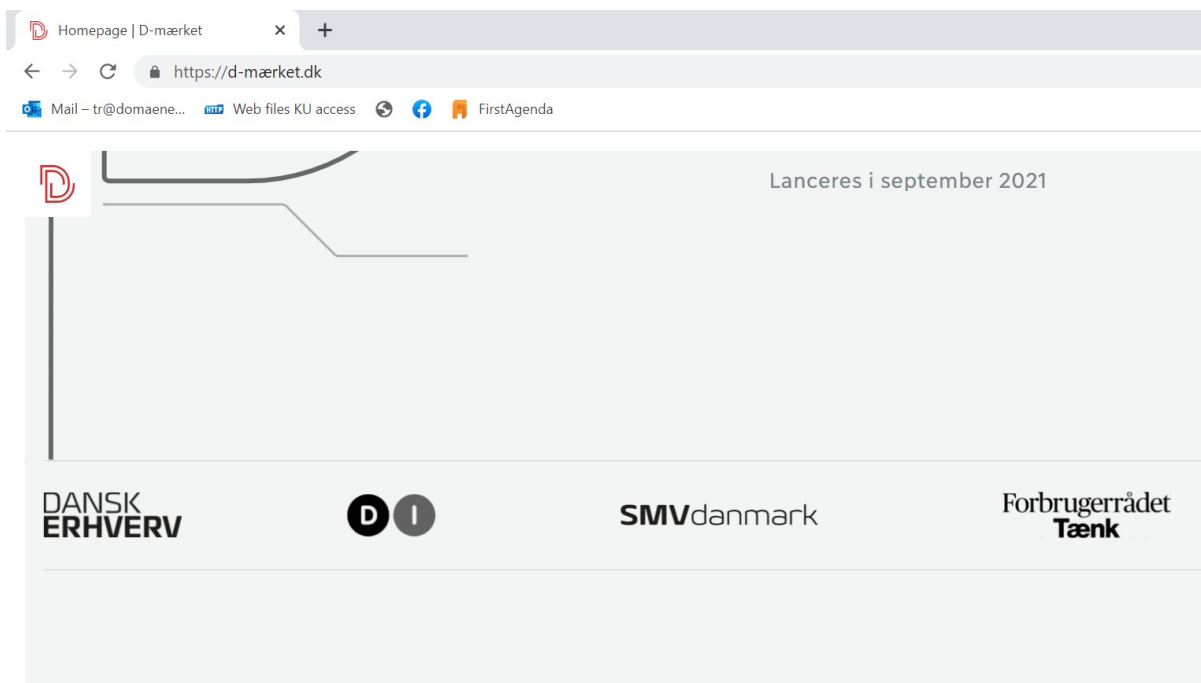 Homepage | D-mærket
https://d-mærket.dk
Mail – tr@domaene... Web files KU access FirstAgenda
Lanceres i september 2021
DANSK
ERHVERV
D I
SMVdanmark
Forbrugerrådet
Tænk